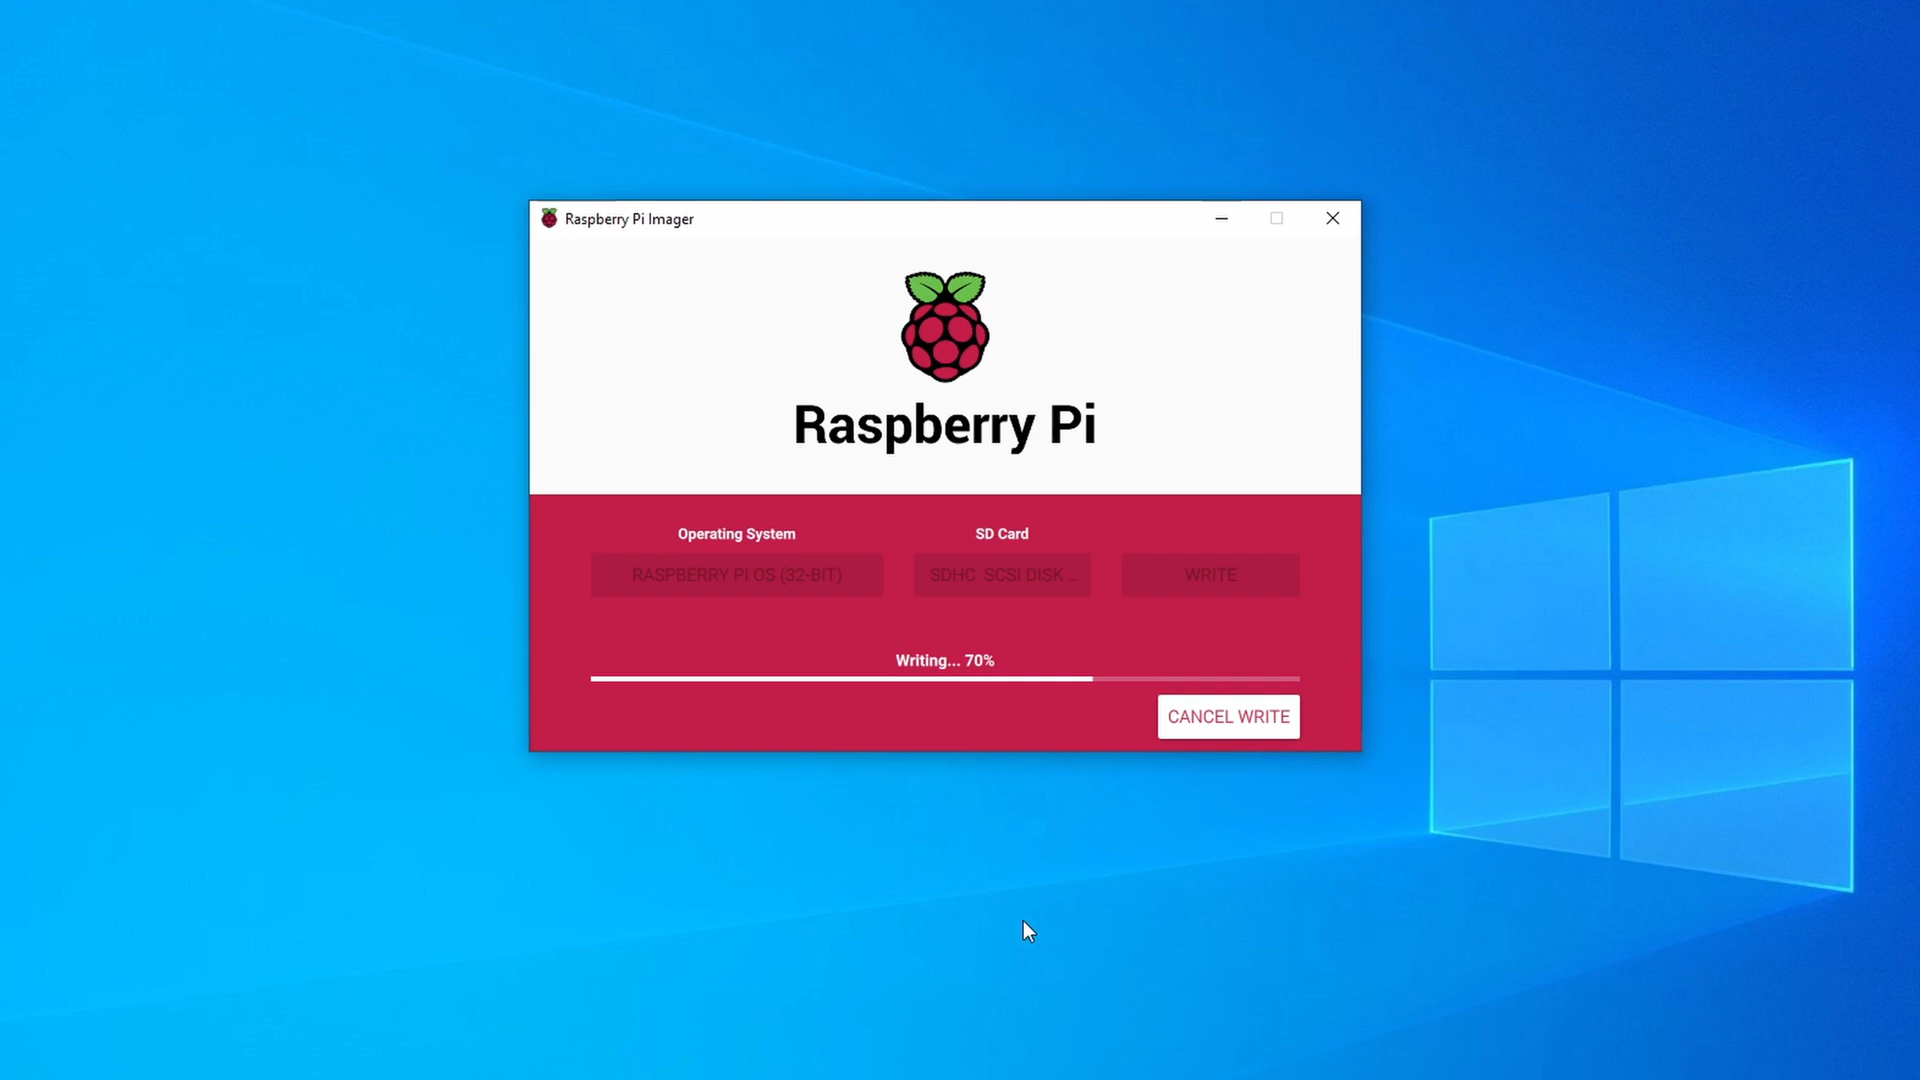 Raspberry Pi Imager
Raspberry Pi
Operating System
SD Card
RASPBERRY PI OS (32-BIT)
SDHC SCSI DISK ...
WRITE
Writing... 70%
CANCEL WRITE